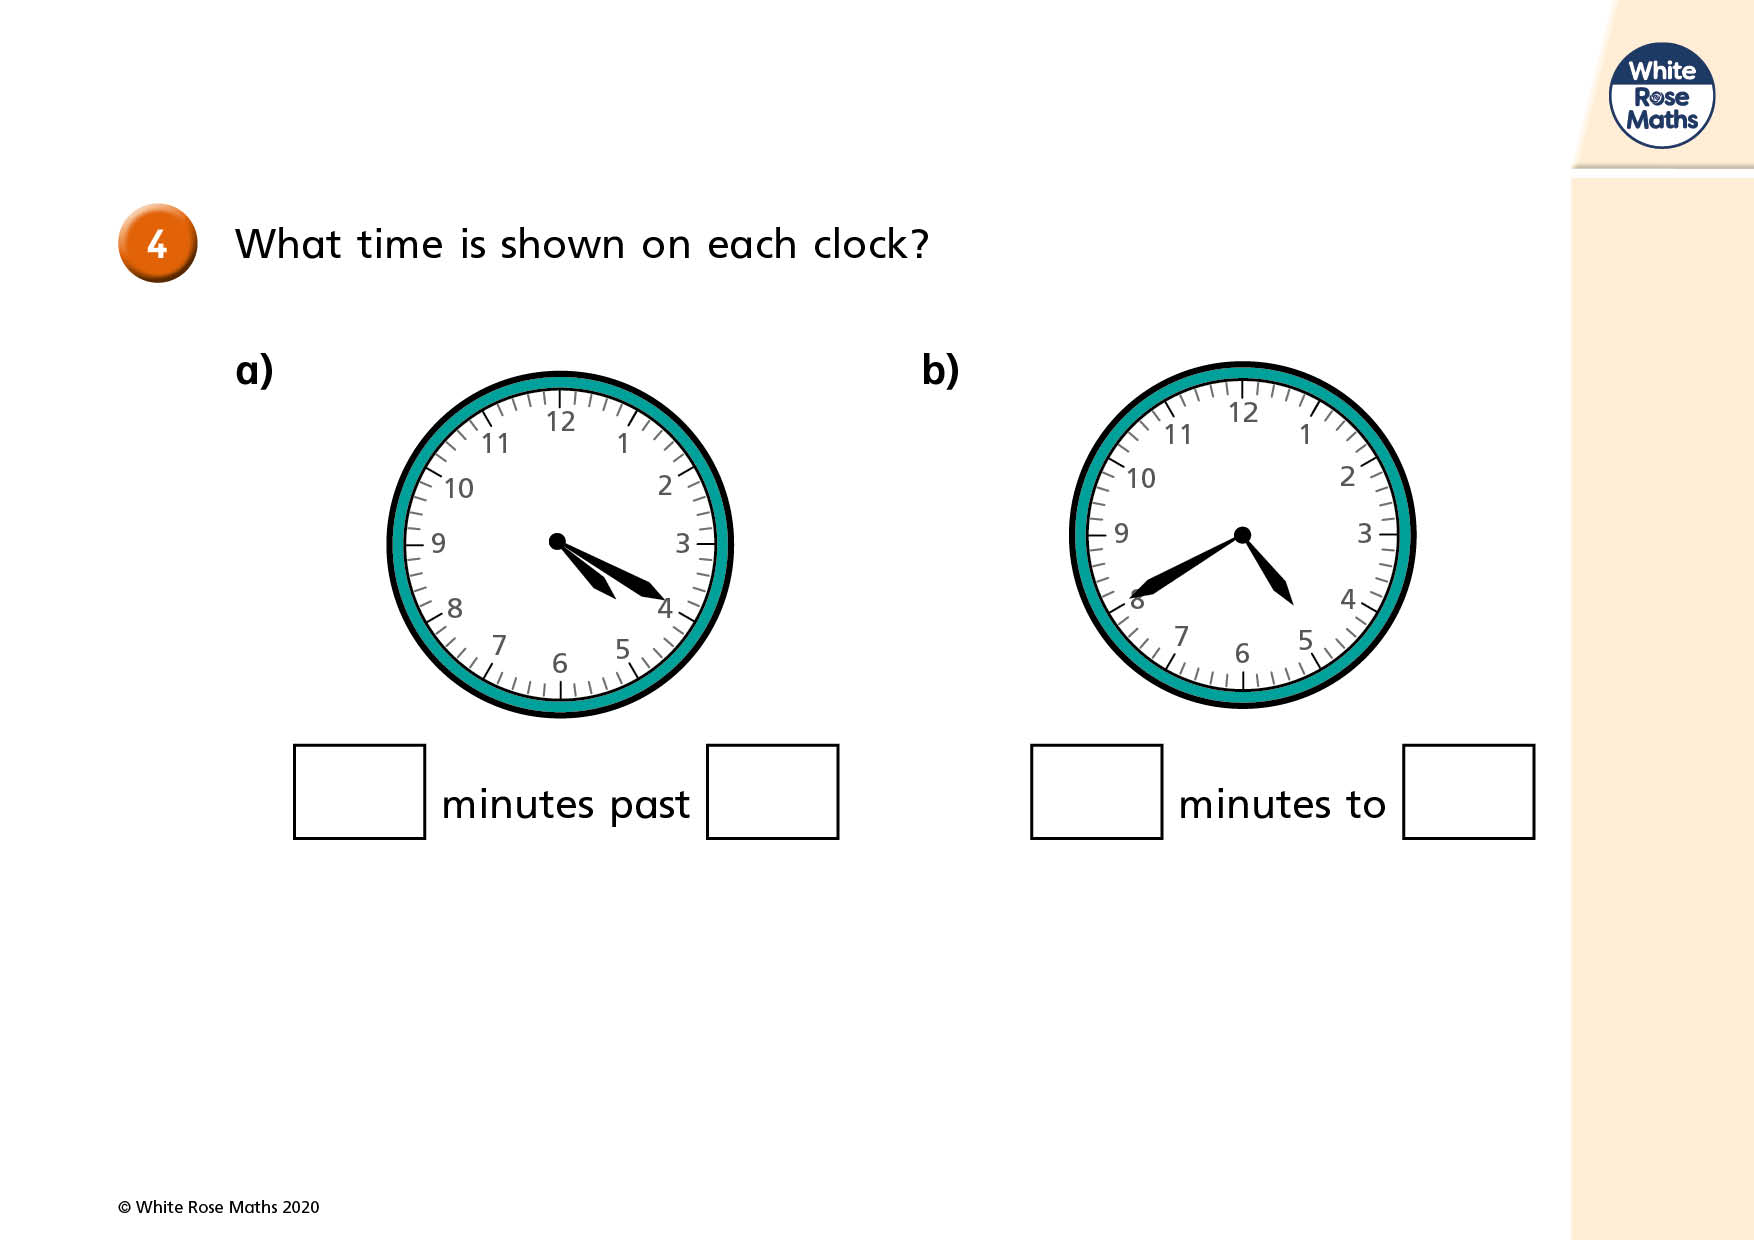 White
Rose
Maths
4 What time is shown on each clock?
a)
12
11 1
10 2
9 3
8 4
7 5
6
minutes past
b)
12
11 1
10 2
9 3
8 4
7 5
6
minutes to
© White Rose Maths 2020